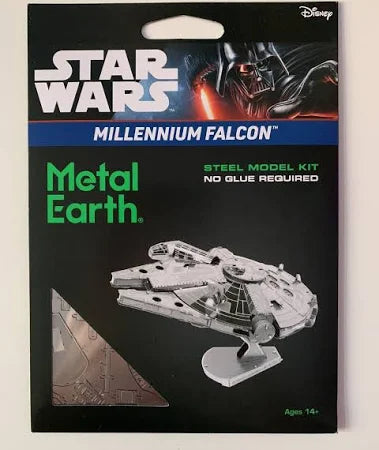 Disney
STAR
WARS
MILLENNIUM FALCON™
Metal
Earth®
STEEL MODEL KIT
NO GLUE REQUIRED
Ages 14+